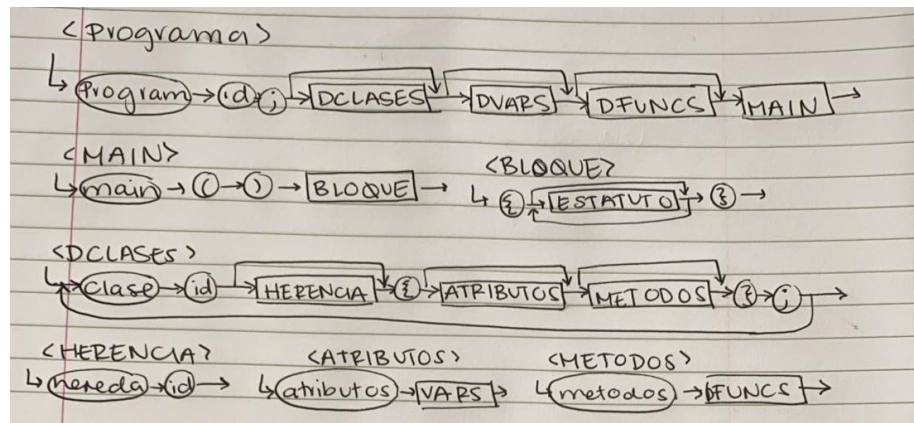 <Programa>
Program id ; DCLASES DVARS DFUNCS MAIN
<MAIN> <BLOQUE>
main ( ) BLOQUE { ESTATUTO }
<DCLASES>
clase id HERENCIA { ATRIBUTOS METODOS } ;
<HERENCIA> <ATRIBUTOS> <METODOS>
hereda id atributos VARS metodos DFUNCS